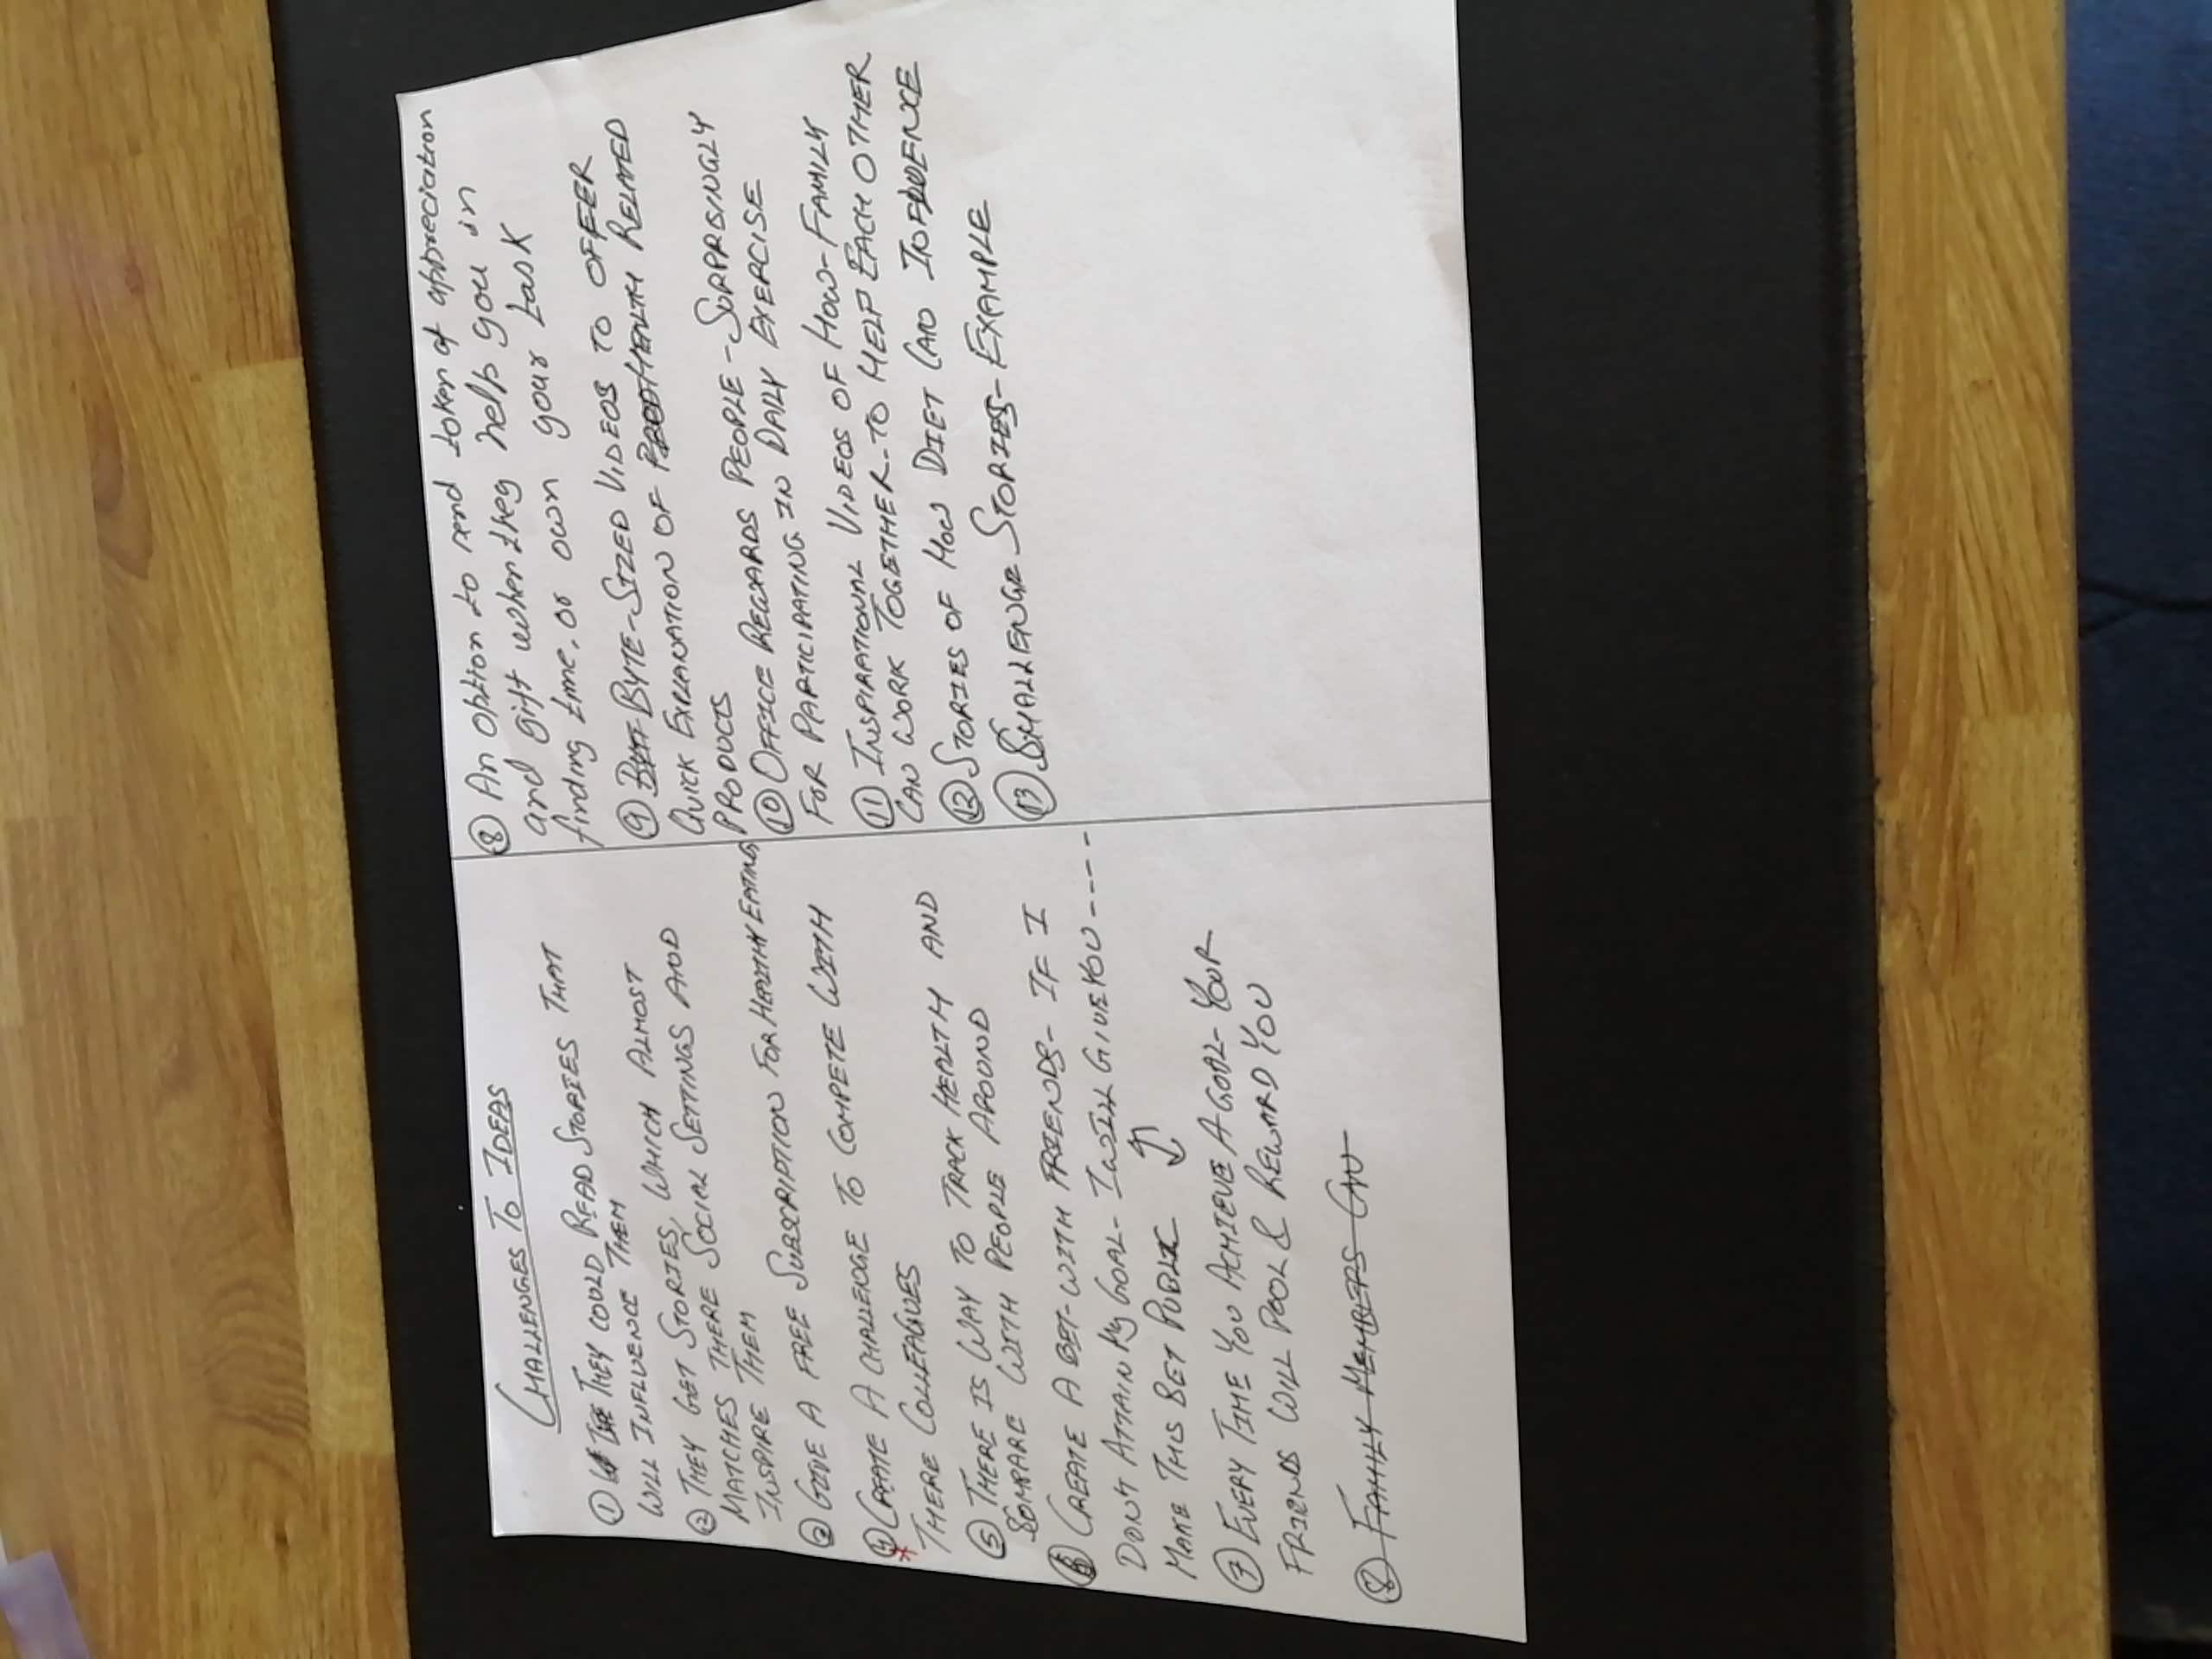 CHALLENGES TO IDEAS
① THEY COULD READ STORIES THAT
WILL INFLUENCE THEM
② THEY GET STORIES, WHICH ALMOST
MATCHES THERE SOCIAL SETTINGS AND
INSPIRE THEM
③ GIVE A FREE SUBSCRIPTION FOR HEALTHY EATING
④ CREATE A CHALLENGE TO COMPETE WITH
THERE COLLEAGUES
⑤ THERE IS WAY TO TRACK HEALTH AND
COMPARE WITH PEOPLE AROUND
⑥ CREATE A BET- WITH FRIENDS- IF I
DON'T ATTAIN My GOAL- I WILL GIVE YOU ----
MAKE THIS BET PUBLIC
⑦ EVERY TIME YOU ACHIEVE A GOAL- YOUR
FRIENDS WILL POOL & REWARD YOU
⑧ FAMILY MEMBERS CAN
⑧ An option to send token of appreciation
and gift when they help you in
finding time, or own your task
⑨ BYTE-SIZED VIDEOS TO OFFER
QUICK EXPLANATION OF HEALTH RELATED
PRODUCTS
⑩ OFFICE REWARDS PEOPLE - SURPRISINGLY
FOR PARTICIPATING IN DAILY EXERCISE
⑪ INSPIRATIONAL VIDEOS OF HOW- FAMILY
CAN WORK TOGETHER- TO HELP EACH OTHER
⑫ STORIES OF HOW DIET CAN INFLUENCE
⑬ CHALLENGE STORIES- EXAMPLE